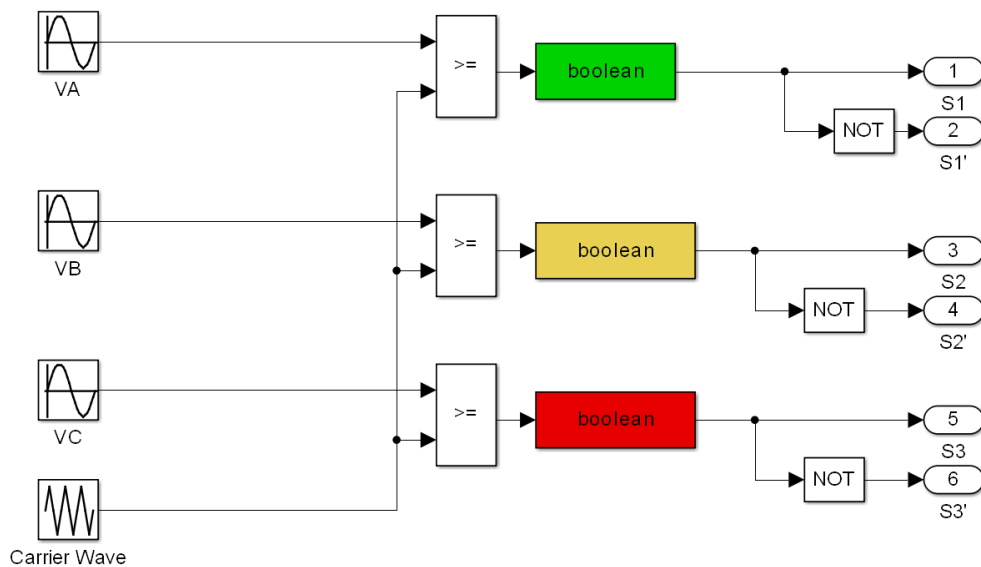 VA
>=
boolean
1
S1
NOT
2
S1'
VB
>=
boolean
3
S2
NOT
4
S2'
VC
>=
boolean
5
S3
NOT
6
S3'
Carrier Wave